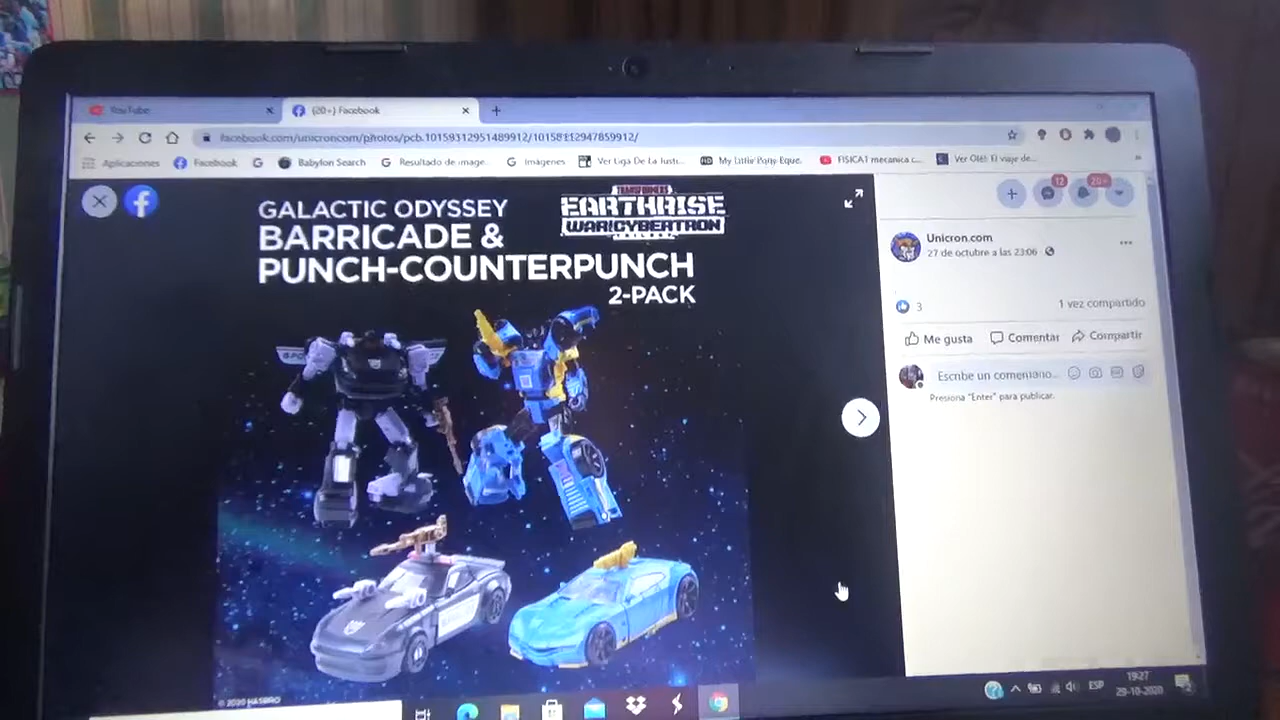 YouTube
(20+) Facebook
facebook.com/unicroncom/photos/pcb.10159312951489912/
Aplicaciones
Facebook
Babylon Search
Resultado de image...
Imágenes
Ver Liga De La Justi...
My Little Pony Eque...
FISICA1 mecanica c...
Ver Olé! El viaje de...
GALACTIC ODYSSEY
BARRICADE &
PUNCH-COUNTERPUNCH
2-PACK
TRANSFORMERS
EARTHRISE
WAR CYBERTRON
TRILOGY
© 2020 HASBRO
12
20+
Unicron.com
27 de octubre a las 23:06
3
1 vez compartido
Me gusta
Comentar
Compartir
Escribe un comentario...
Presiona "Enter" para publicar.
ESP
19:27
29-10-2020